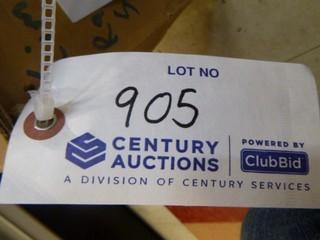 LOT NO
905
CENTURY
AUCTIONS
POWERED BY
ClubBid
A DIVISION OF CENTURY SERVICES